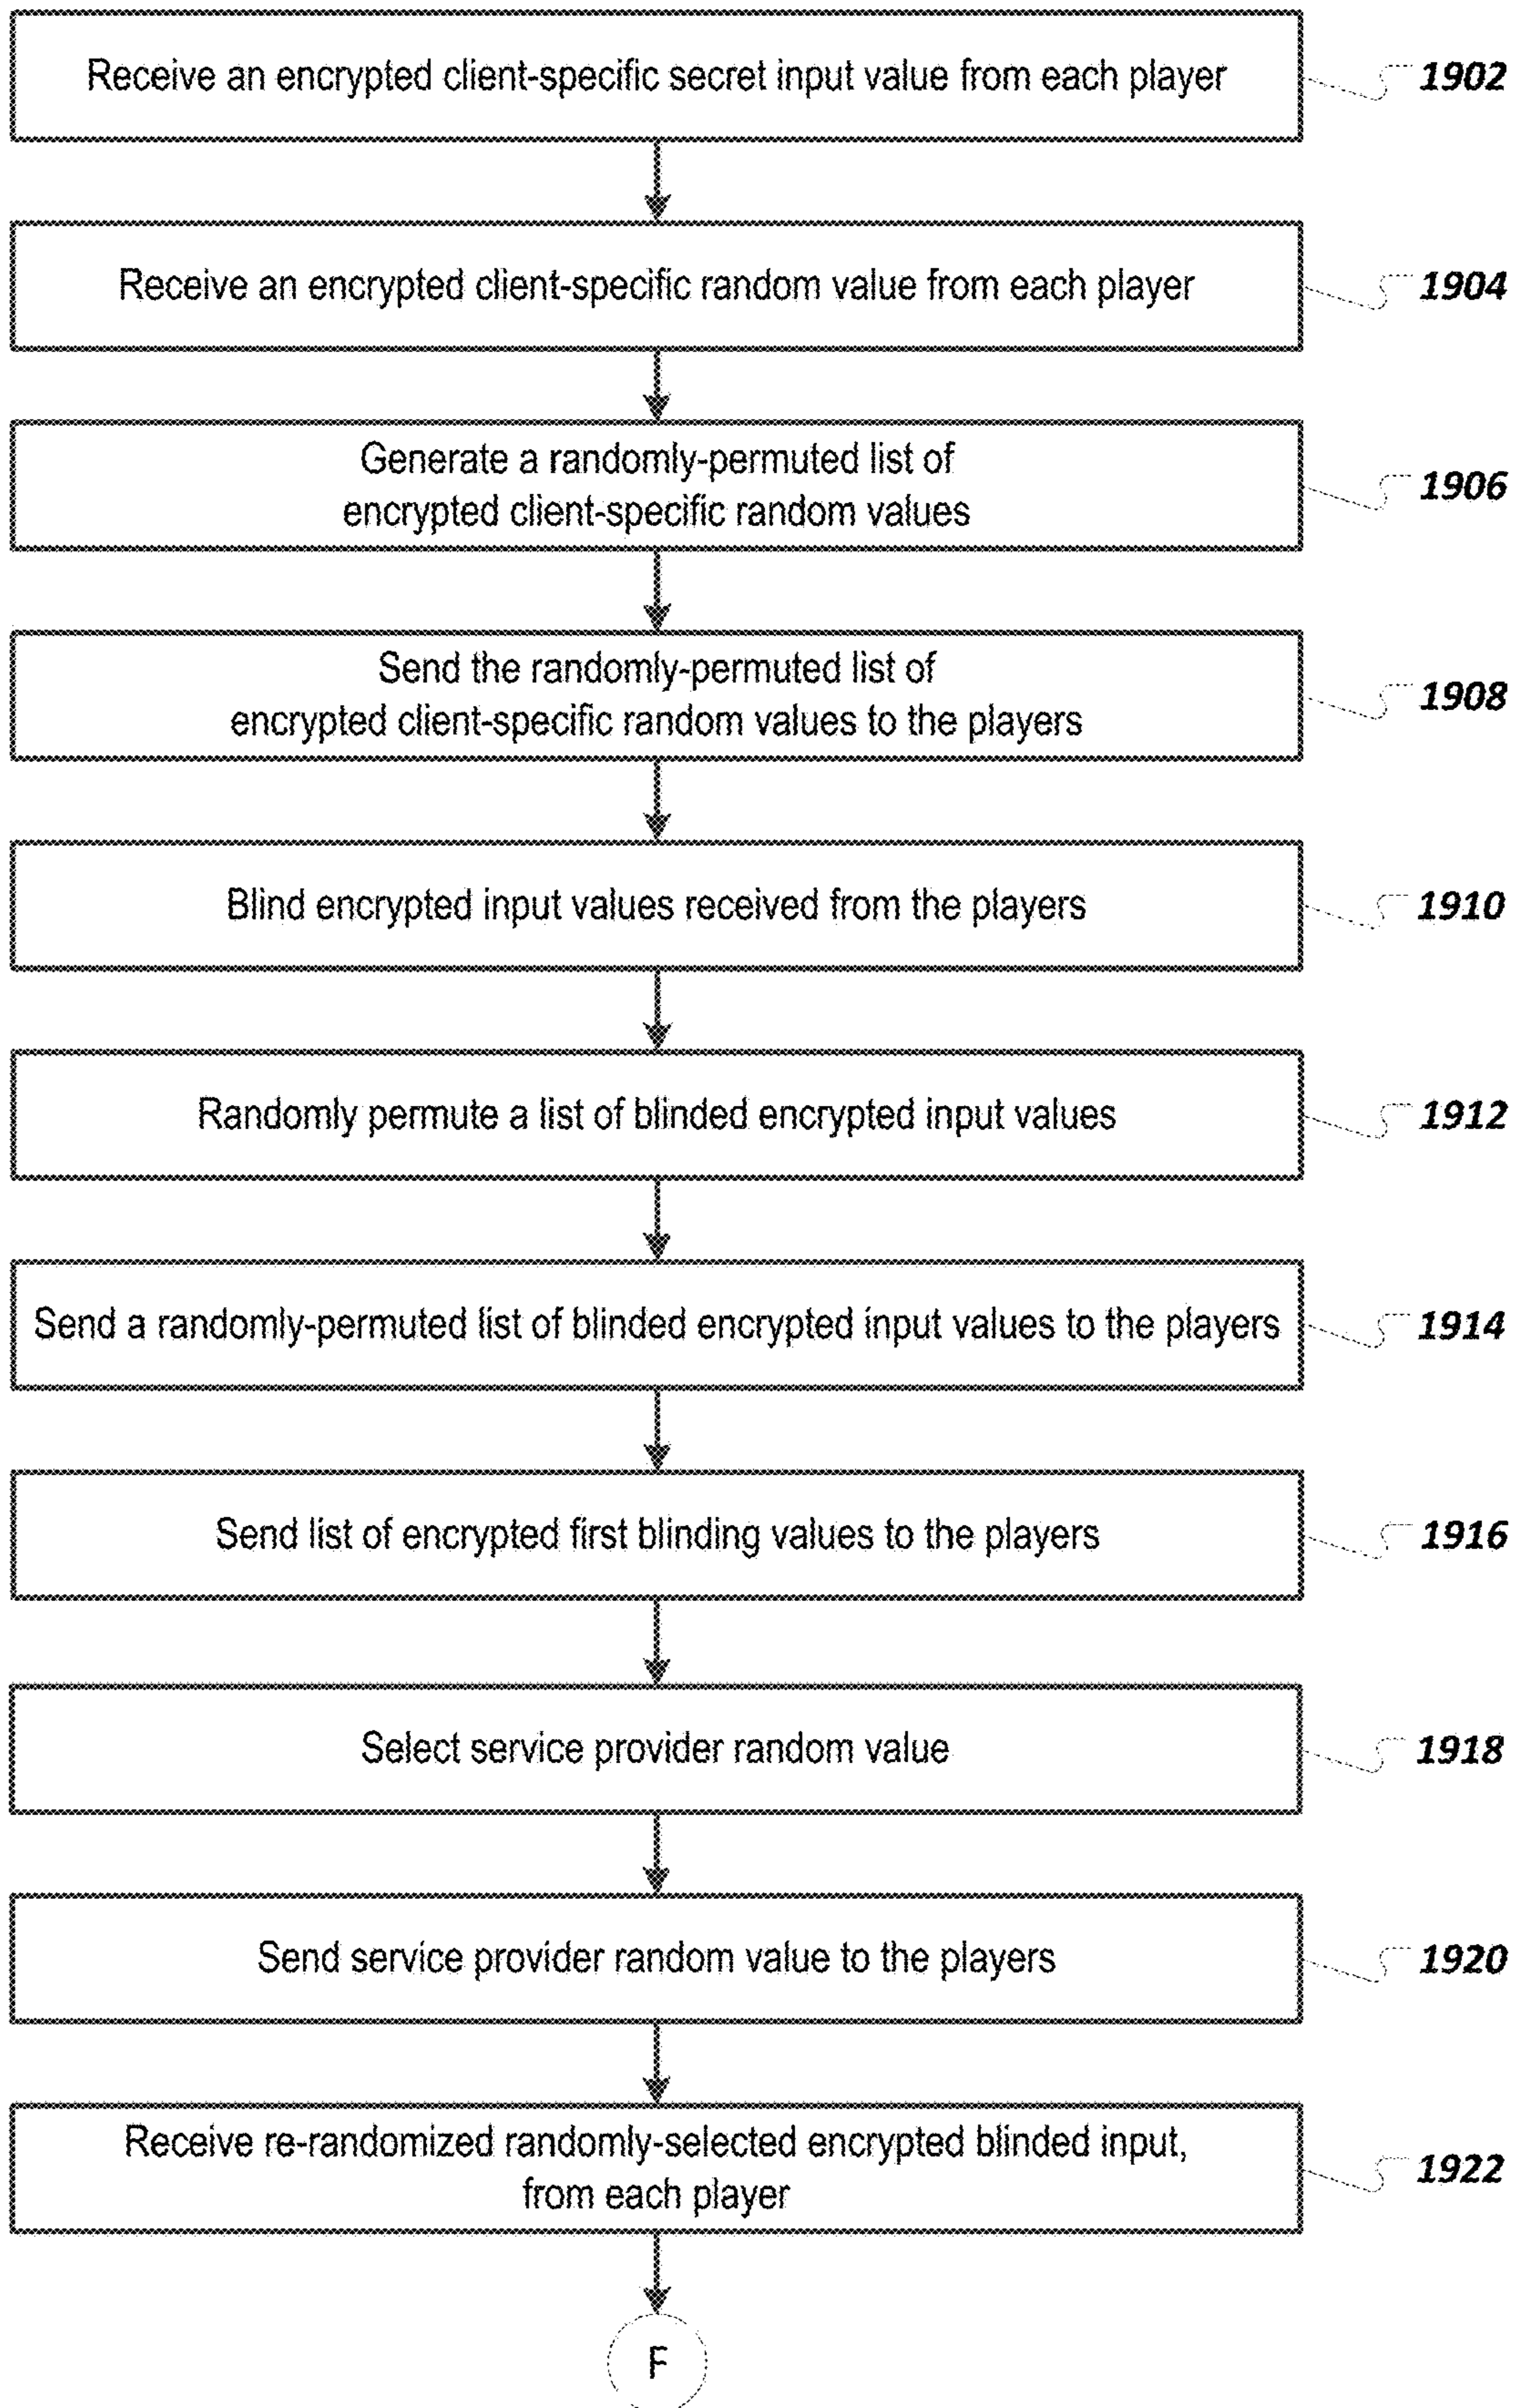 Receive an encrypted client-specific secret input value from each player
1902
Receive an encrypted client-specific random value from each player
1904
Generate a randomly-permuted list of
encrypted client-specific random values
1906
Send the randomly-permuted list of
encrypted client-specific random values to the players
1908
Blind encrypted input values received from the players
1910
Randomly permute a list of blinded encrypted input values
1912
Send a randomly-permuted list of blinded encrypted input values to the players
1914
Send list of encrypted first blinding values to the players
1916
Select service provider random value
1918
Send service provider random value to the players
1920
Receive re-randomized randomly-selected encrypted blinded input,
from each player
1922
F